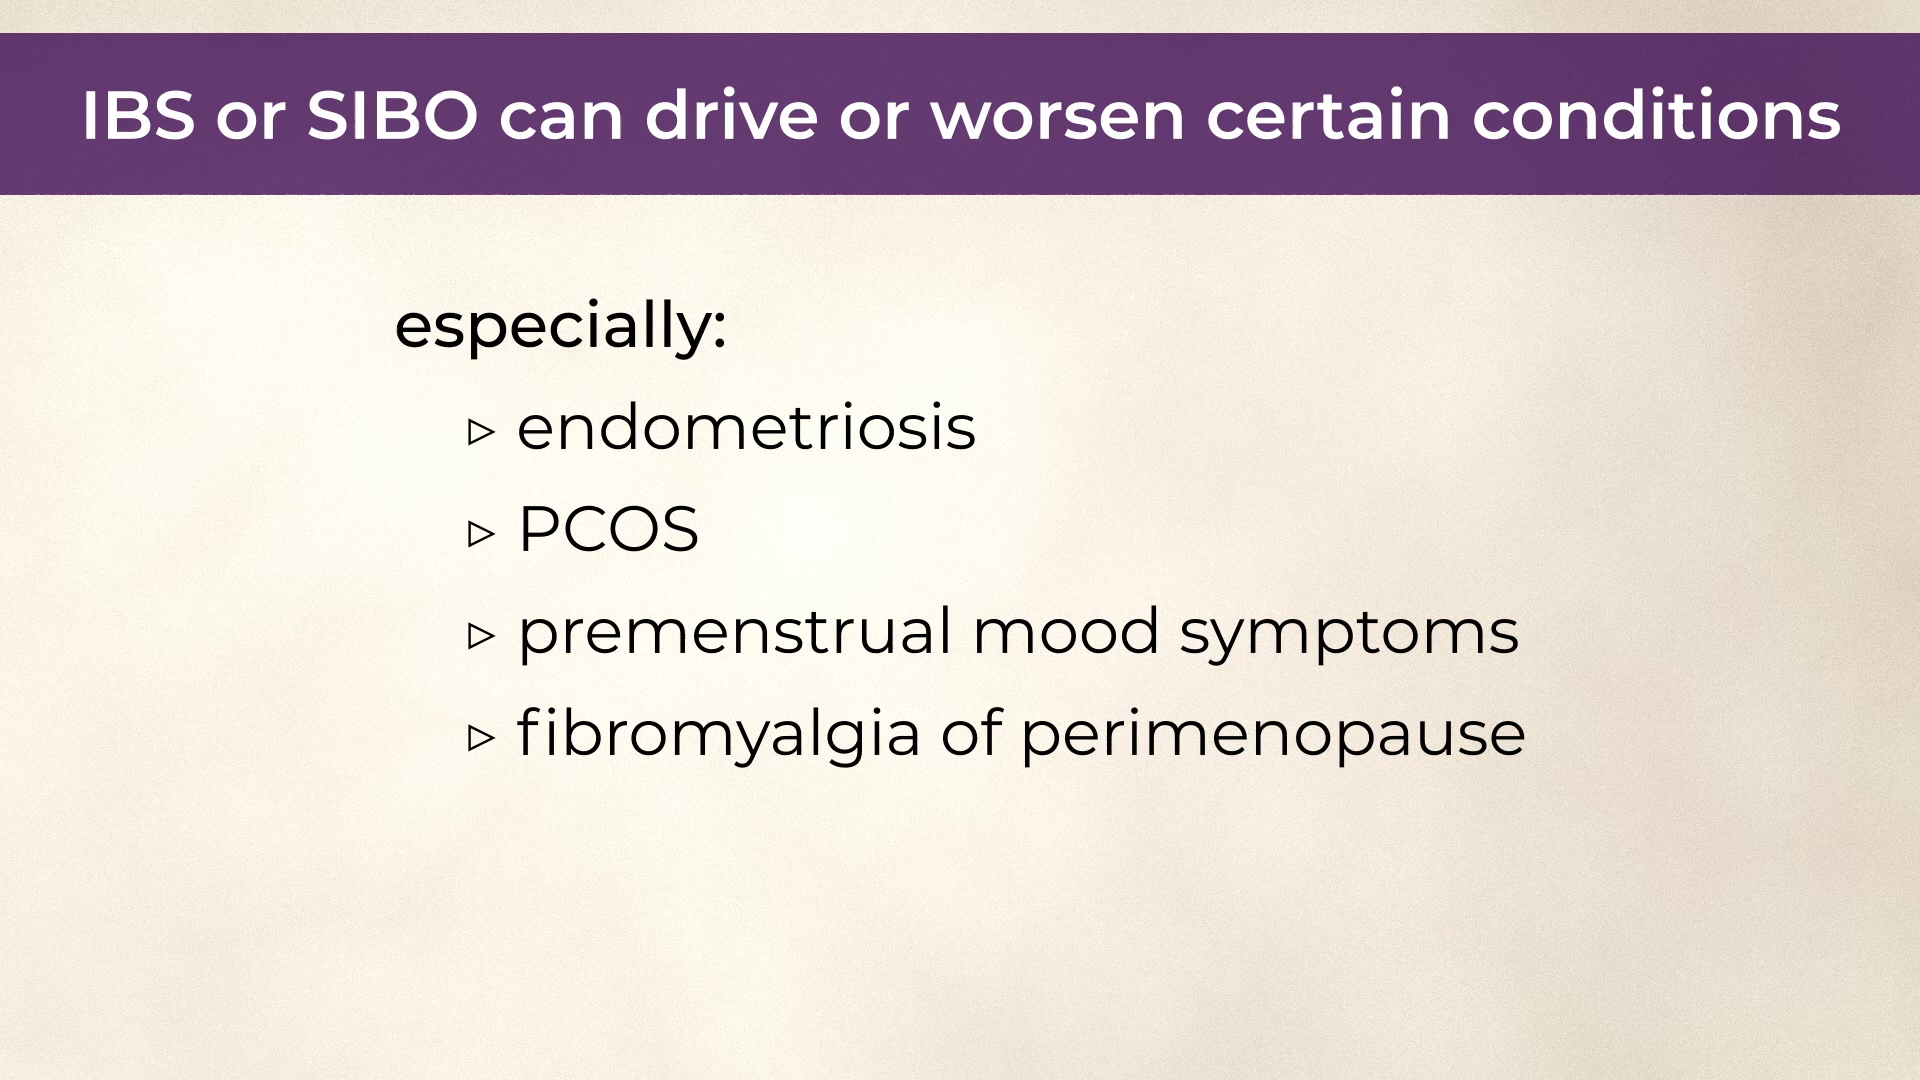 IBS or SIBO can drive or worsen certain conditions
especially:
▹ endometriosis
▹ PCOS
▹ premenstrual mood symptoms
▹ fibromyalgia of perimenopause